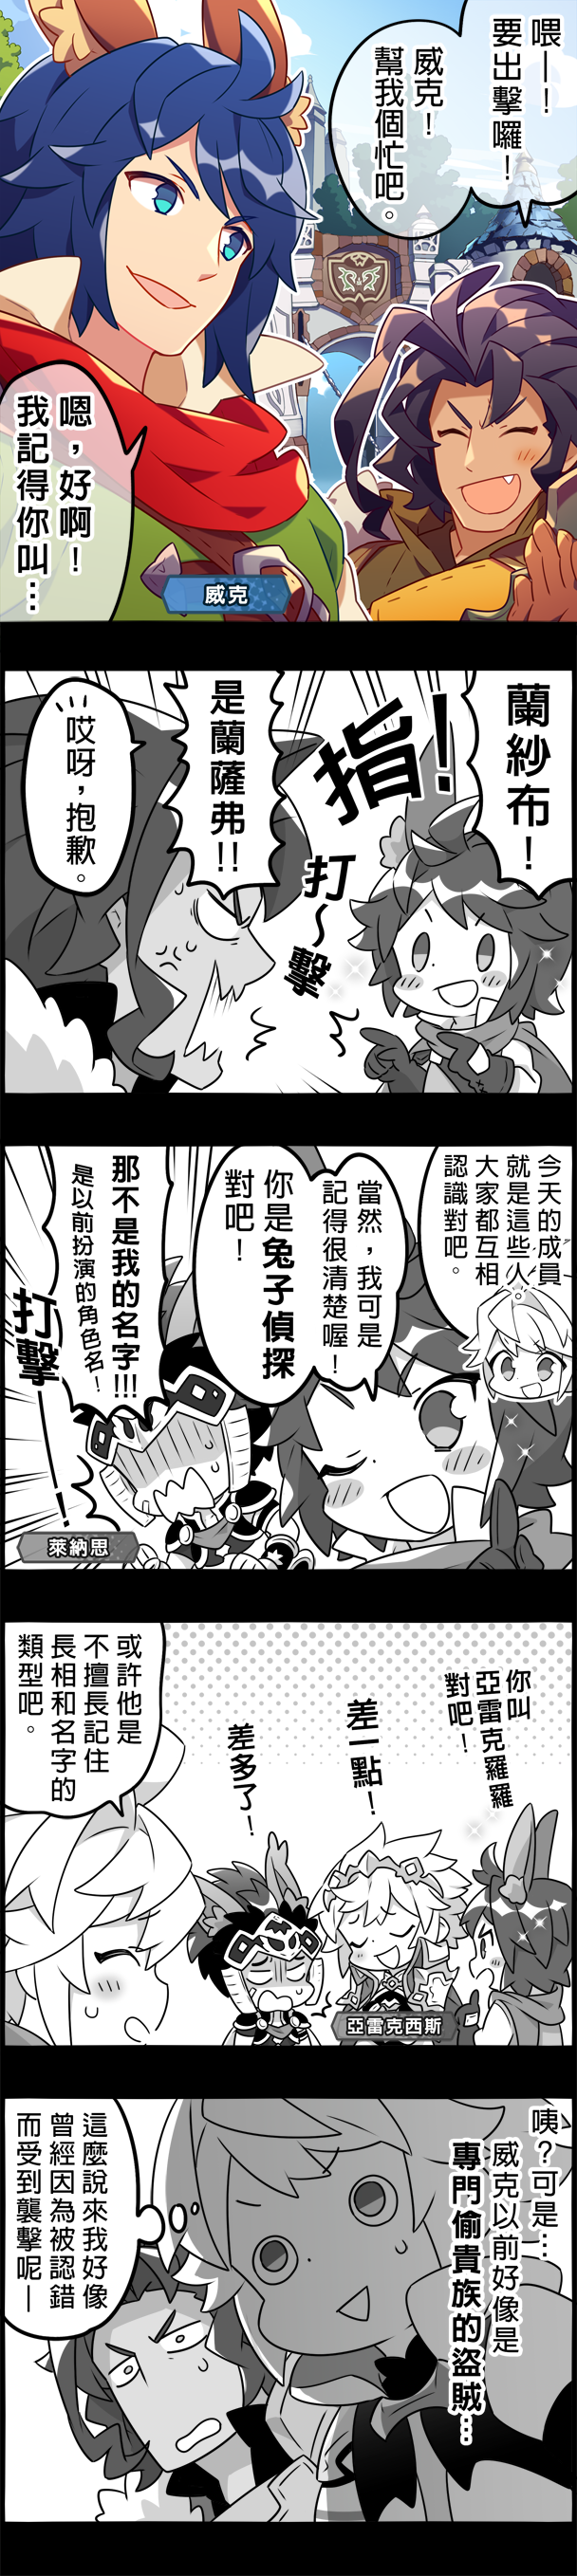 喂—！
要出擊囉！
威克！
幫我個忙吧。
嗯，好啊！
我記得你叫…
威克
蘭紗布！
指！
打～擊
是蘭薩弗!!
哎呀，抱歉。
今天的成員
就是這些人。
大家都互相
認識對吧。
當然，我可是
記得很清楚喔！
你是兔子偵探
對吧！
那不是我的名字!!!
是以前扮演的角色名！
打擊——！
萊納思
你叫
亞雷克羅羅
對吧！
差一點！
差多了！
或許他是
不擅長記住
長相和名字的
類型吧。
亞雷克西斯
咦？可是…
威克以前好像是
專門偷貴族的盜賊…
這麼說來我好像
曾經因為被認錯
而受到襲擊呢—